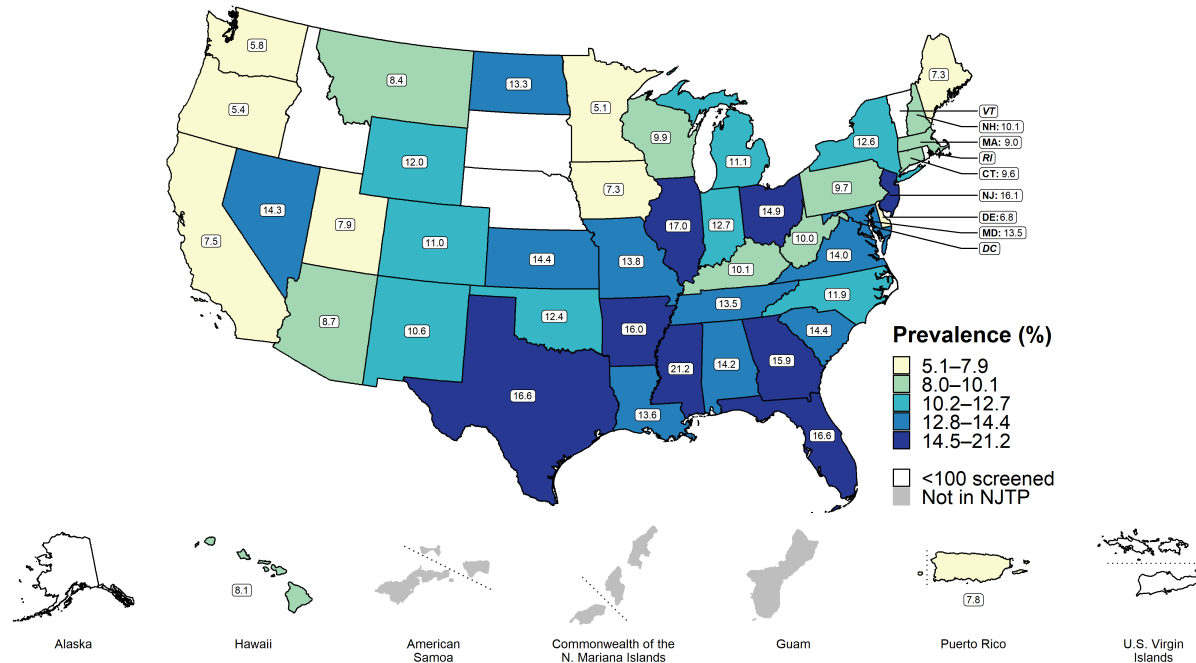 5.8
8.4
13.3
5.1
7.3
5.4
9.9
VT
NH: 10.1
MA: 9.0
RI
CT: 9.6
12.0
11.1
12.6
7.3
9.7
NJ: 16.1
14.3
7.9
17.0
12.7
14.9
DE:6.8
MD: 13.5
DC
7.5
11.0
14.4
13.8
10.0
14.0
10.1
8.7
10.6
12.4
16.0
13.5
11.9
14.4
21.2
14.2
15.9
16.6
13.6
16.6
Prevalence (%)
5.1–7.9
8.0–10.1
10.2–12.7
12.8–14.4
14.5–21.2
<100 screened
Not in NJTP
8.1
7.8
Alaska
Hawaii
American
Samoa
Commonwealth of the
N. Mariana Islands
Guam
Puerto Rico
U.S. Virgin
Islands